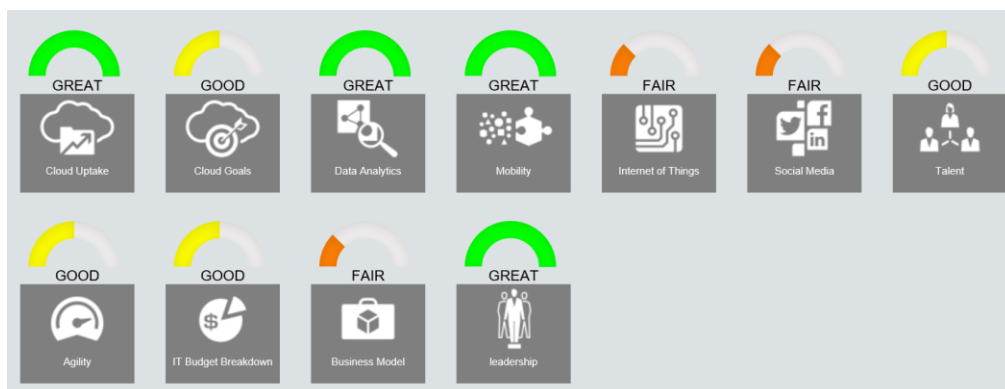 GREAT GOOD GREAT GREAT FAIR FAIR GOOD
Cloud Uptake Cloud Goals Data Analytics Mobility Internet of Things Social Media Talent
GOOD GOOD FAIR GREAT
Agility IT Budget Breakdown Business Model leadership